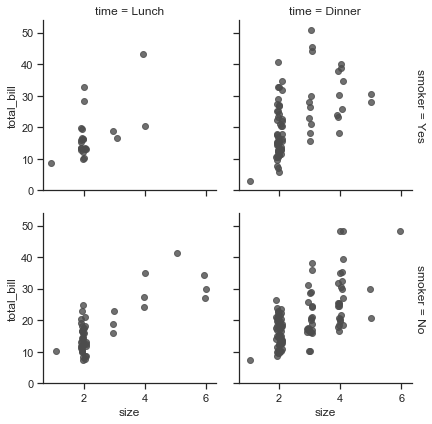 time = Lunch
time = Dinner
50
40
30
20
10
0
total_bill
smoker = Yes
50
40
30
20
10
0
total_bill
smoker = No
2
4
6
2
4
6
size
size